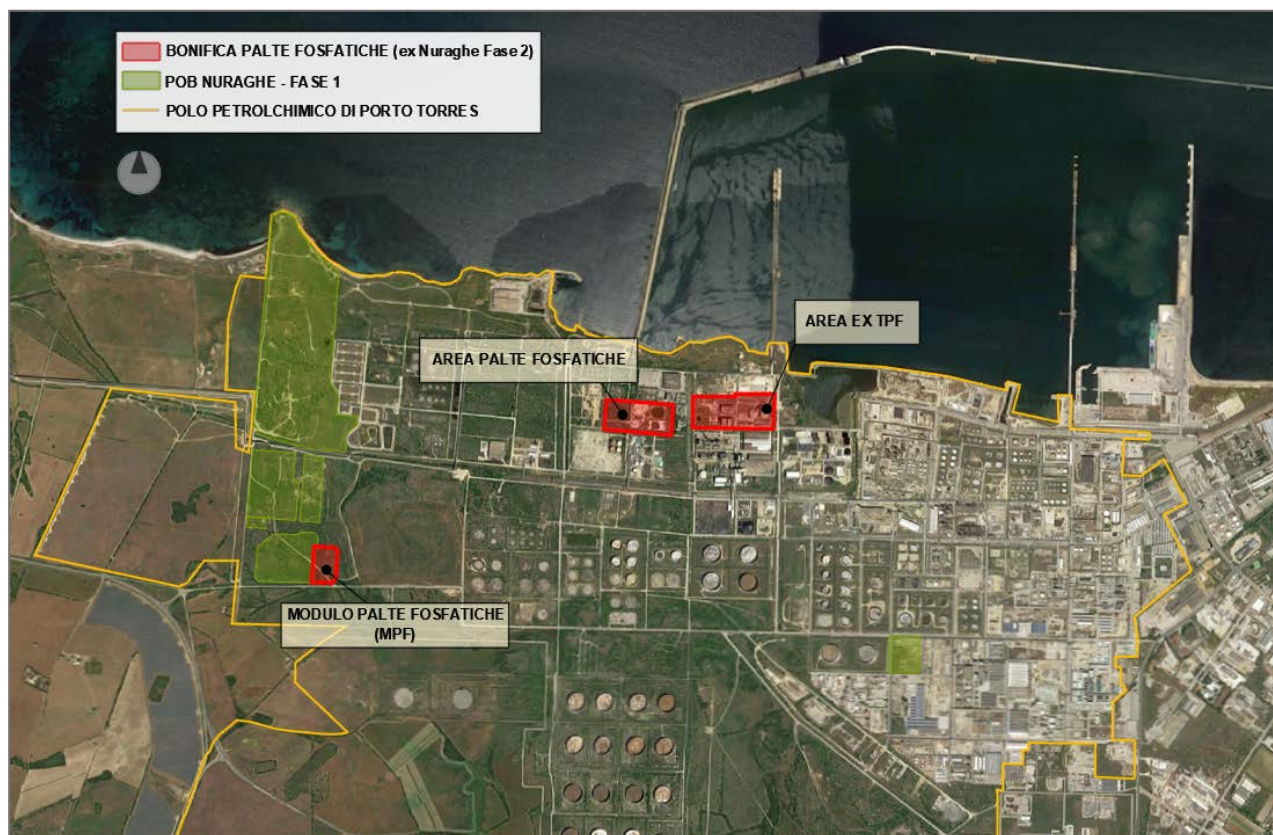 BONIFICA PALTE FOSFATICHE (ex Nuraghe Fase 2)
POB NURAGHE - FASE 1
POLO PETROLCHIMICO DI PORTO TORRES
AREA EX TPF
AREA PALTE FOSFATICHE
MODULO PALTE FOSFATICHE
(MPF)